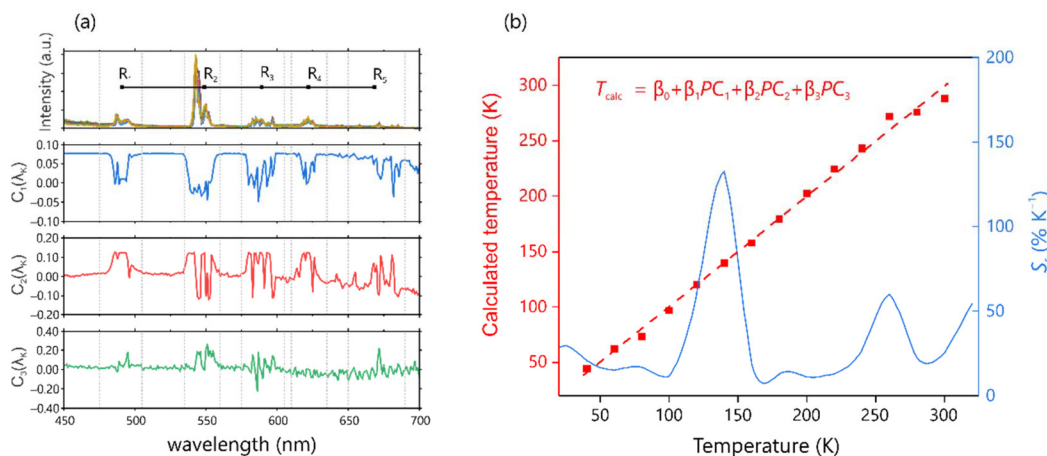 (a)
Intensity (a.u.)
R₁ R₂ R₃ R₄ R₅
0.10
0.05
0.00
−0.05
−0.10
C₁(λK)
0.20
0.10
0.00
−0.10
−0.20
C₂(λK)
0.40
0.20
0.00
−0.20
−0.40
C₃(λK)
450 500 550 600 650 700
wavelength (nm)
(b)
Tcalc = β₀+β₁PC₁+β₂PC₂+β₃PC₃
Calculated temperature (K)
300
250
200
150
100
50
200
150
100
50
0
Sr (% K⁻¹)
50 100 150 200 250 300
Temperature (K)